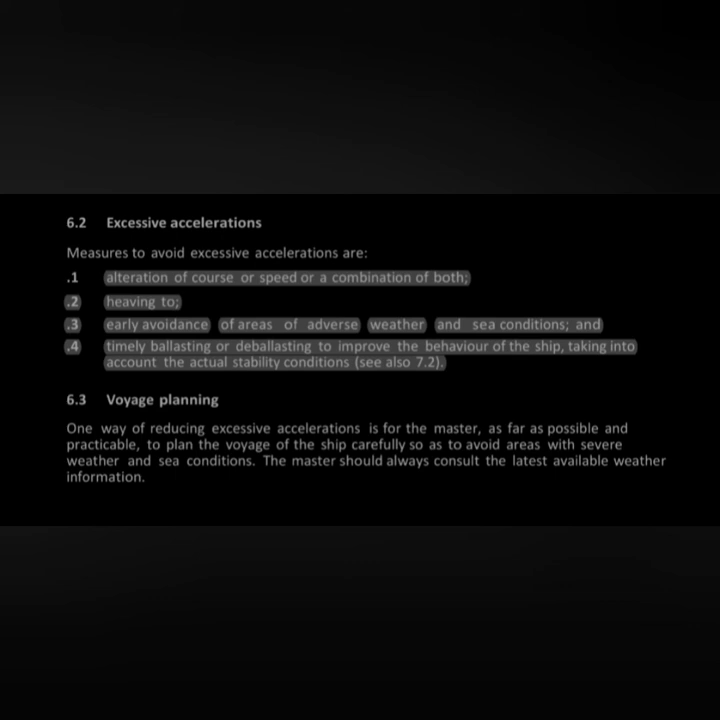 6.2 Excessive accelerations
Measures to avoid excessive accelerations are:
.1 alteration of course or speed or a combination of both;
.2 heaving to;
.3 early avoidance of areas of adverse weather and sea conditions; and
.4 timely ballasting or deballasting to improve the behaviour of the ship, taking into
account the actual stability conditions (see also 7.2).
6.3 Voyage planning
One way of reducing excessive accelerations is for the master, as far as possible and
practicable, to plan the voyage of the ship carefully so as to avoid areas with severe
weather and sea conditions. The master should always consult the latest available weather
information.